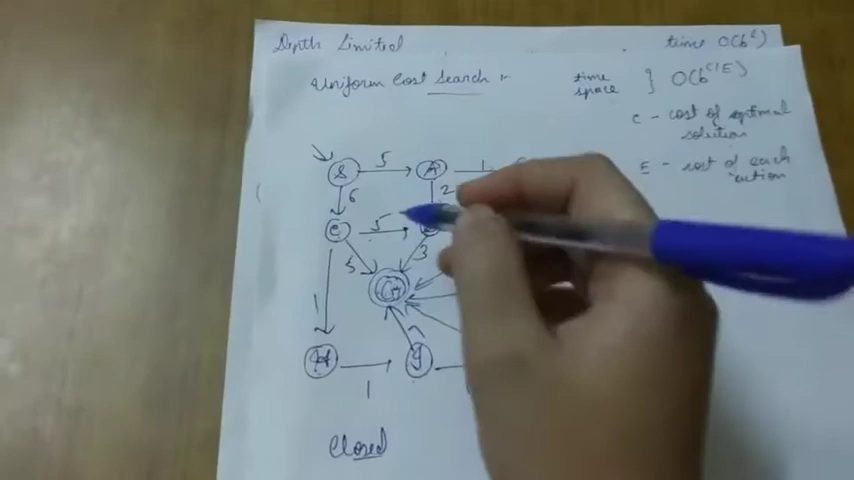 Depth Limited
time O(b^l)
Uniform Cost Search :-
time
space } O(b^(C/E))
C - cost of optimal
solution
E - cost of each
action
S 5 A 1
6 2
C 5
5 3
G
1
H 1
Closed